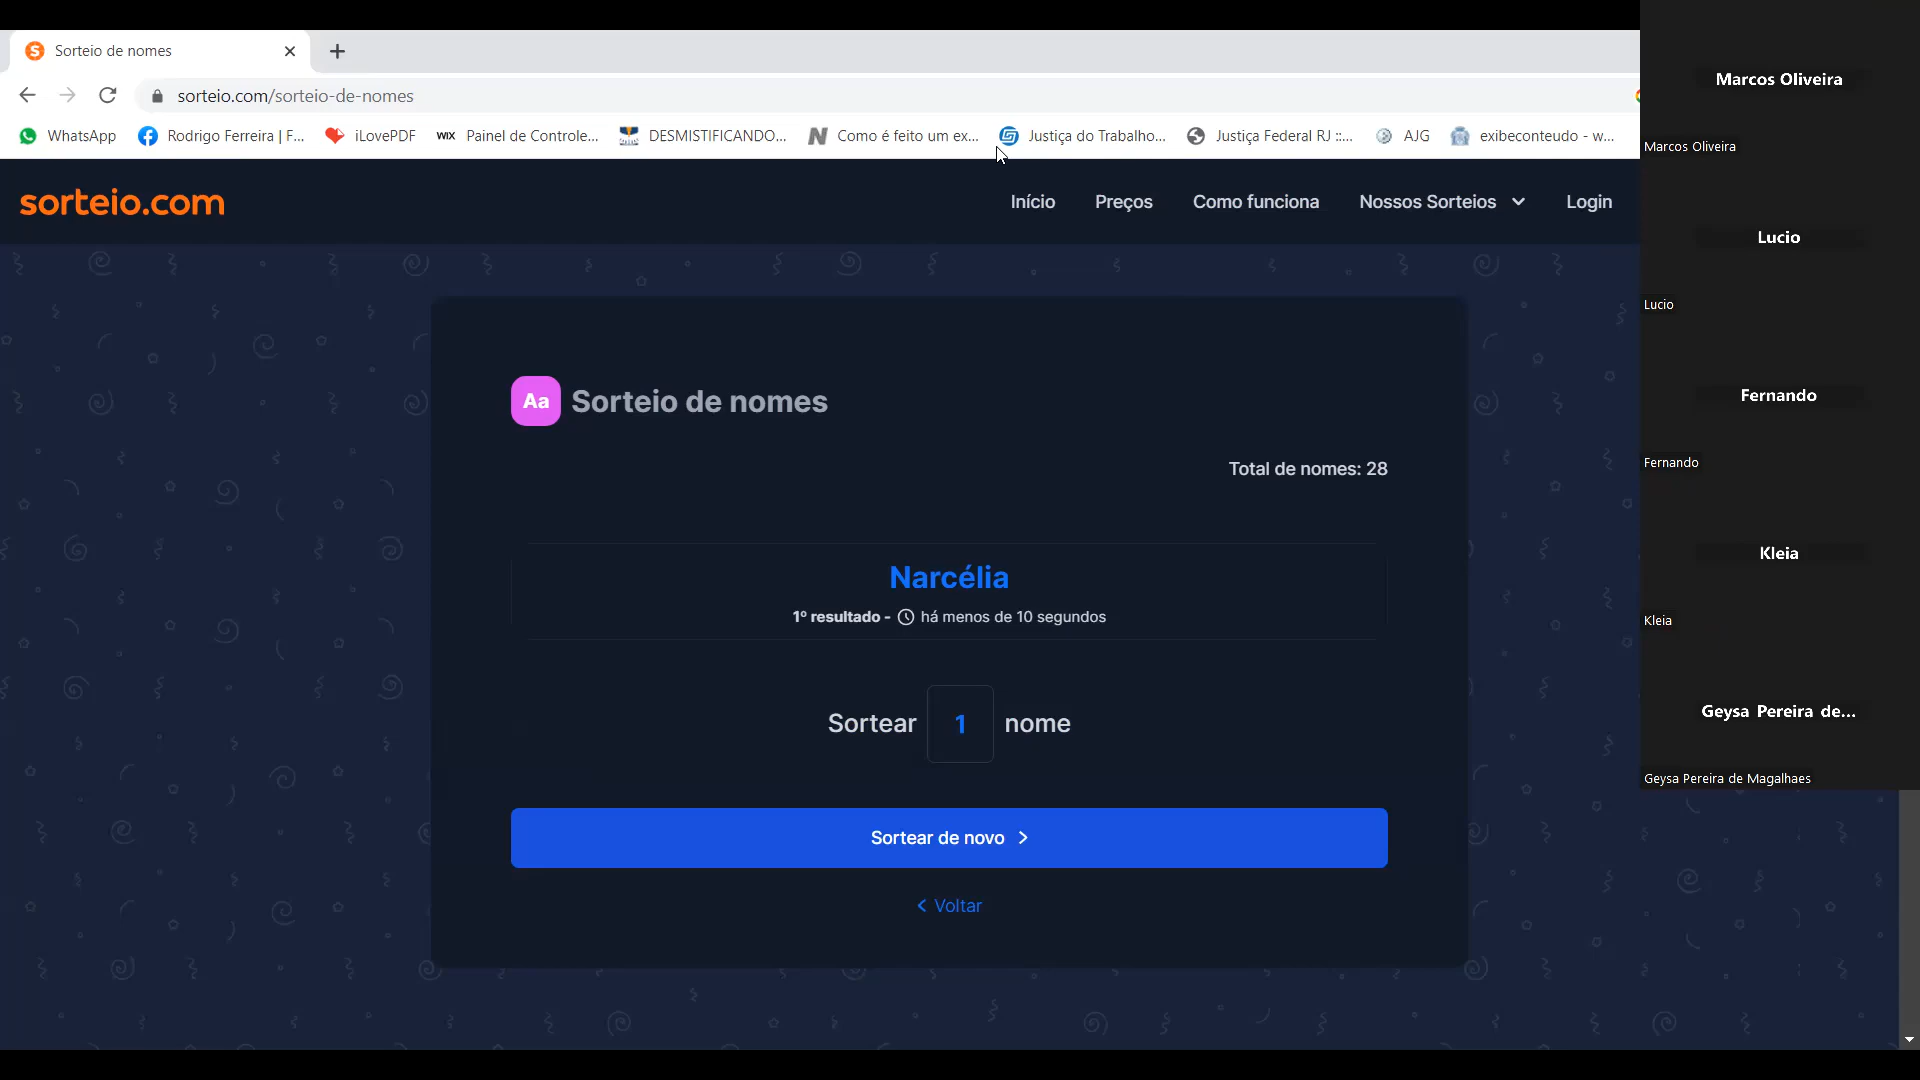 Sorteio de nomes
sorteio.com/sorteio-de-nomes
WhatsApp
Rodrigo Ferreira | F...
iLovePDF
WIX Painel de Controle...
DESMISTIFICANDO...
Como é feito um ex...
Justiça do Trabalho...
Justiça Federal RJ ::...
AJG
exibeconteudo - w...
sorteio.com
Início
Preços
Como funciona
Nossos Sorteios
Login
Aa Sorteio de nomes
Total de nomes: 28
Narcélia
1º resultado - há menos de 10 segundos
Sortear 1 nome
Sortear de novo
Voltar
Marcos Oliveira
Marcos Oliveira
Lucio
Lucio
Fernando
Fernando
Kleia
Kleia
Geysa Pereira de...
Geysa Pereira de Magalhaes